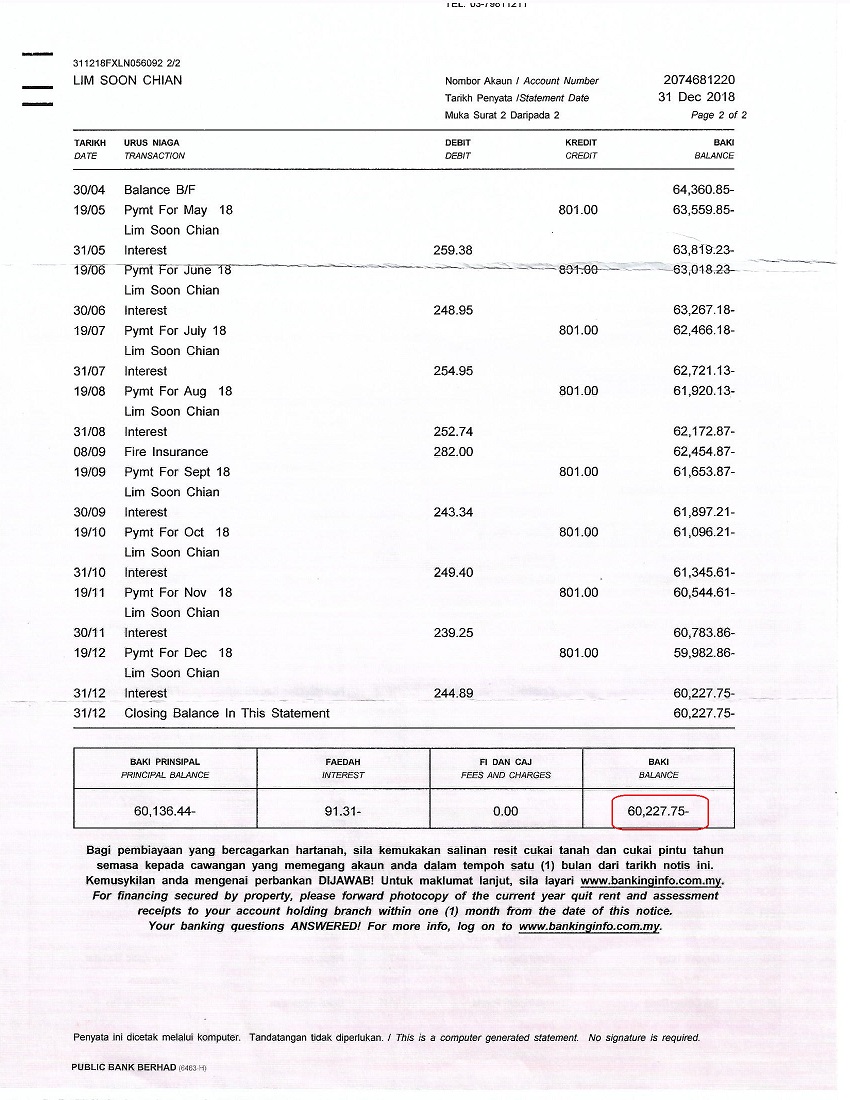 TEL: 03-79811211
311218FXLN056092 2/2
LIM SOON CHIAN
Nombor Akaun / Account Number 2074681220
Tarikh Penyata /Statement Date 31 Dec 2018
Muka Surat 2 Daripada 2 Page 2 of 2
TARIKH URUS NIAGA DEBIT KREDIT BAKI
DATE TRANSACTION DEBIT CREDIT BALANCE
30/04 Balance B/F 64,360.85-
19/05 Pymt For May 18 801.00 63,559.85-
Lim Soon Chian
31/05 Interest 259.38 63,819.23-
19/06 Pymt For June 18 801.00 63,018.23-
Lim Soon Chian
30/06 Interest 248.95 63,267.18-
19/07 Pymt For July 18 801.00 62,466.18-
Lim Soon Chian
31/07 Interest 254.95 62,721.13-
19/08 Pymt For Aug 18 801.00 61,920.13-
Lim Soon Chian
31/08 Interest 252.74 62,172.87-
08/09 Fire Insurance 282.00 62,454.87-
19/09 Pymt For Sept 18 801.00 61,653.87-
Lim Soon Chian
30/09 Interest 243.34 61,897.21-
19/10 Pymt For Oct 18 801.00 61,096.21-
Lim Soon Chian
31/10 Interest 249.40 61,345.61-
19/11 Pymt For Nov 18 801.00 60,544.61-
Lim Soon Chian
30/11 Interest 239.25 60,783.86-
19/12 Pymt For Dec 18 801.00 59,982.86-
Lim Soon Chian
31/12 Interest 244.89 60,227.75-
31/12 Closing Balance In This Statement 60,227.75-
BAKI PRINSIPAL FAEDAH FI DAN CAJ BAKI
PRINCIPAL BALANCE INTEREST FEES AND CHARGES BALANCE
60,136.44- 91.31- 0.00 60,227.75-
Bagi pembiayaan yang bercagarkan hartanah, sila kemukakan salinan resit cukai tanah dan cukai pintu tahun
semasa kepada cawangan yang memegang akaun anda dalam tempoh satu (1) bulan dari tarikh notis ini.
Kemusykilan anda mengenai perbankan DIJAWAB! Untuk maklumat lanjut, sila layari www.bankinginfo.com.my.
For financing secured by property, please forward photocopy of the current year quit rent and assessment
receipts to your account holding branch within one (1) month from the date of this notice.
Your banking questions ANSWERED! For more info, log on to www.bankinginfo.com.my.
Penyata ini dicetak melalui komputer. Tandatangan tidak diperlukan. / This is a computer generated statement. No signature is required.
PUBLIC BANK BERHAD (6463-H)